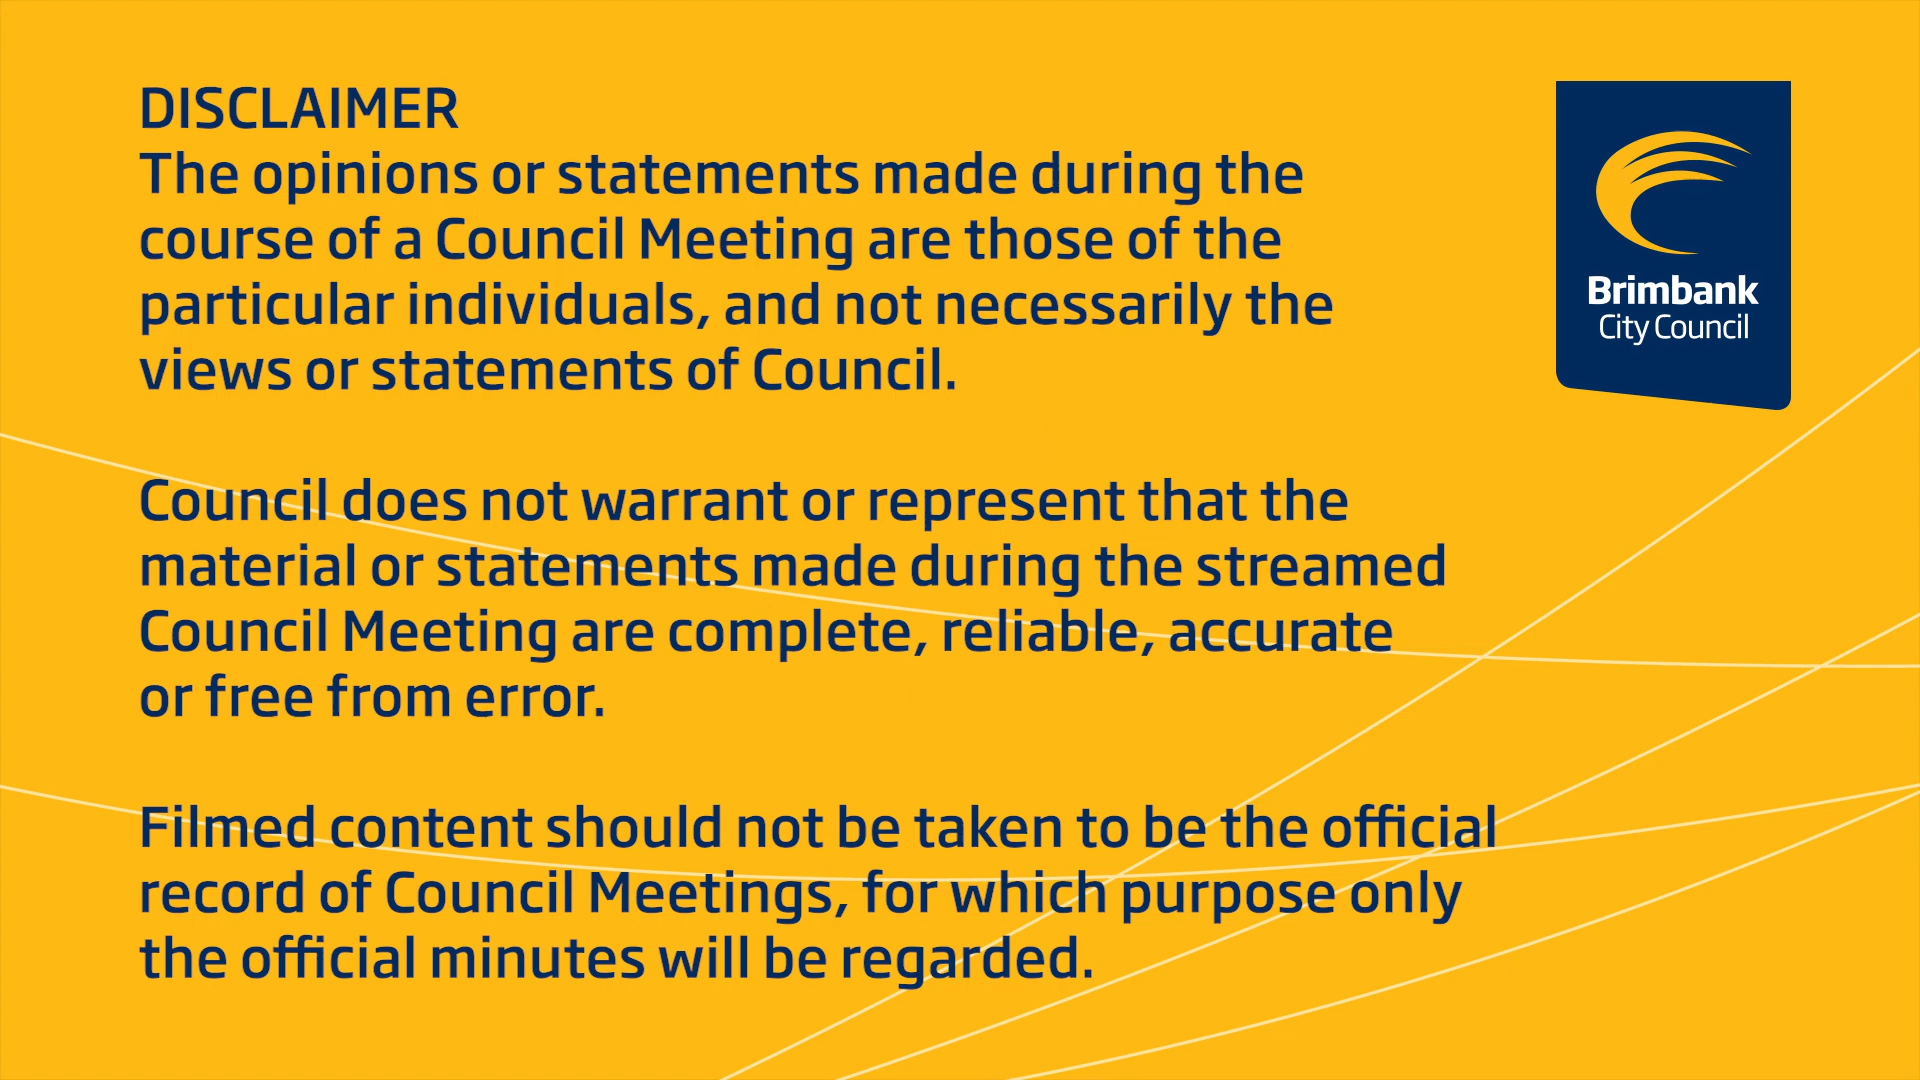 DISCLAIMER
The opinions or statements made during the
course of a Council Meeting are those of the
particular individuals, and not necessarily the
views or statements of Council.
Council does not warrant or represent that the
material or statements made during the streamed
Council Meeting are complete, reliable, accurate
or free from error.
Filmed content should not be taken to be the official
record of Council Meetings, for which purpose only
the official minutes will be regarded.
Brimbank
City Council